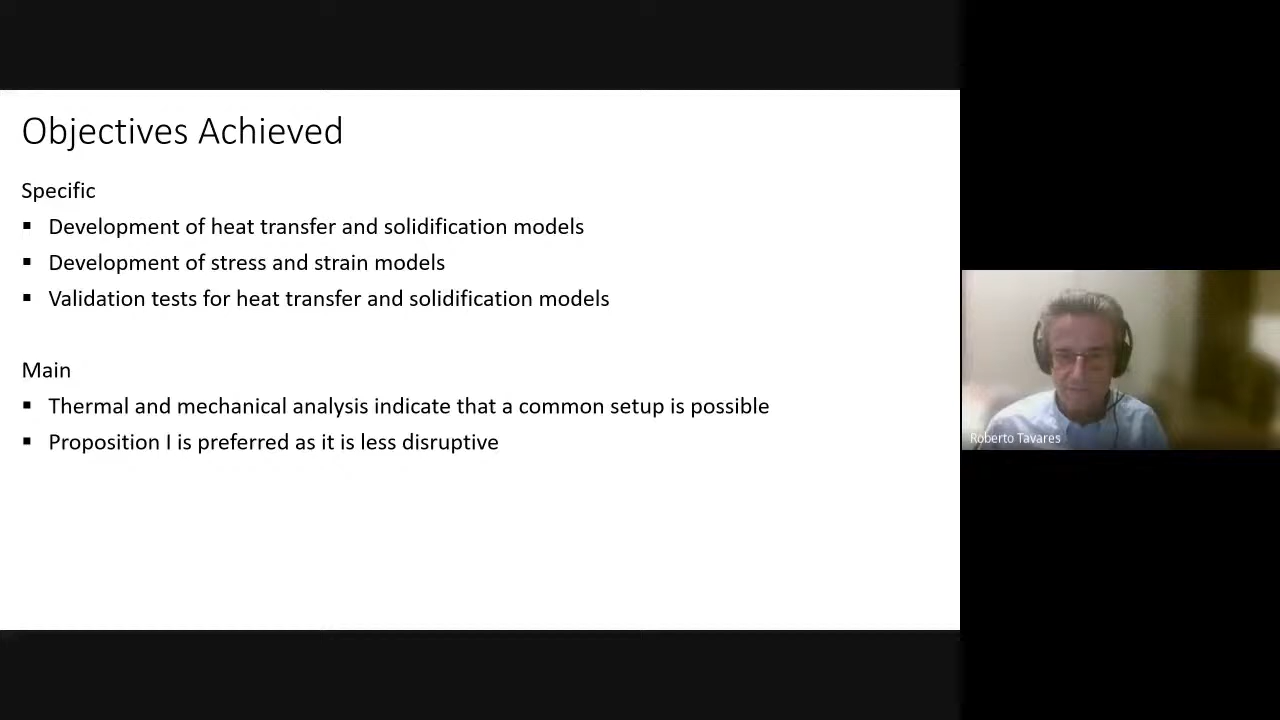 Objectives Achieved
Specific
▪ Development of heat transfer and solidification models
▪ Development of stress and strain models
▪ Validation tests for heat transfer and solidification models
Main
▪ Thermal and mechanical analysis indicate that a common setup is possible
▪ Proposition I is preferred as it is less disruptive
Roberto Tavares